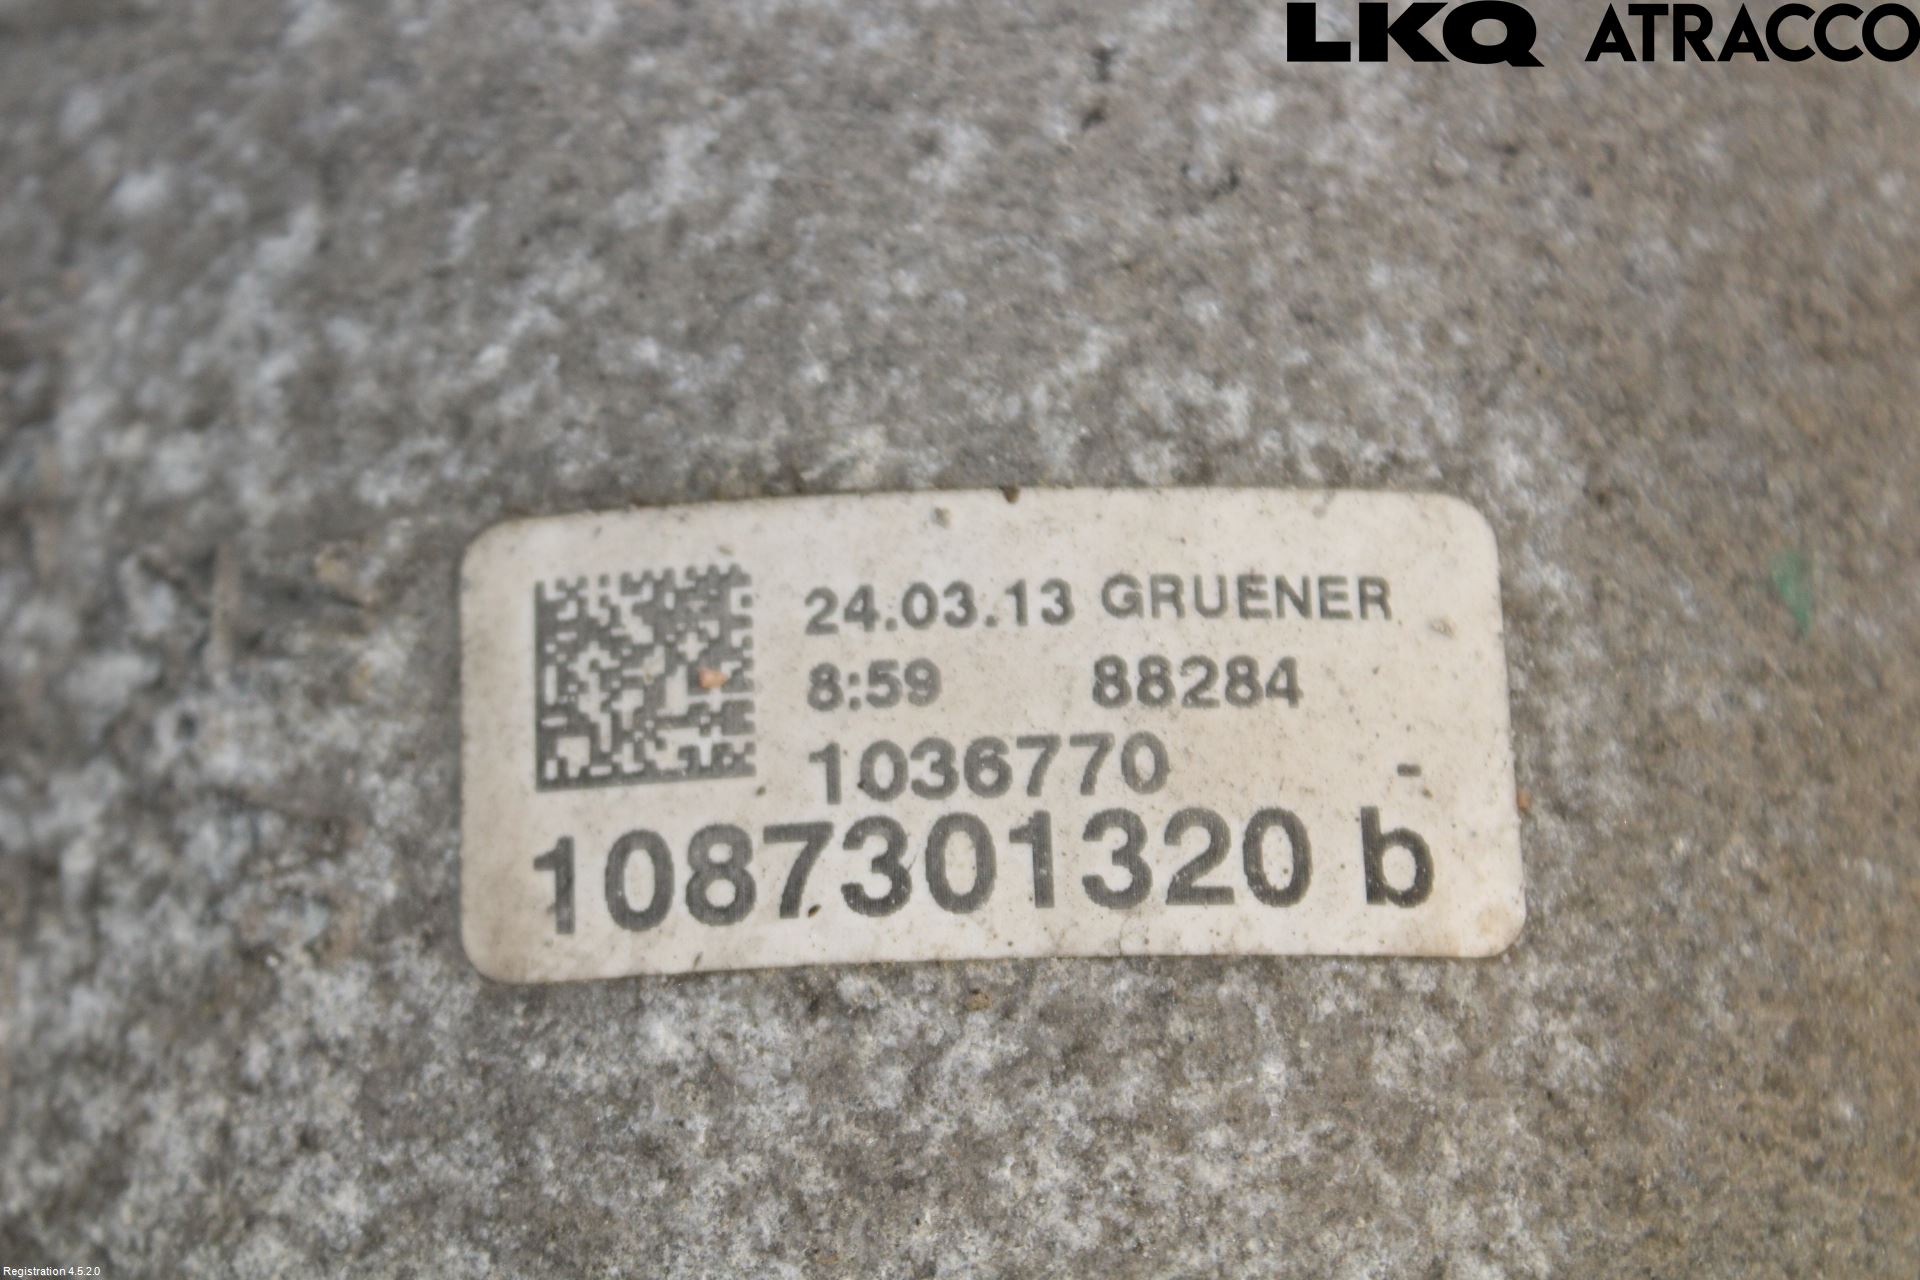 LKQ ATRACCO
24.03.13 GRUENER
8:59 88284
1036770 -
1087301320 b
Registration 4.5.2.0